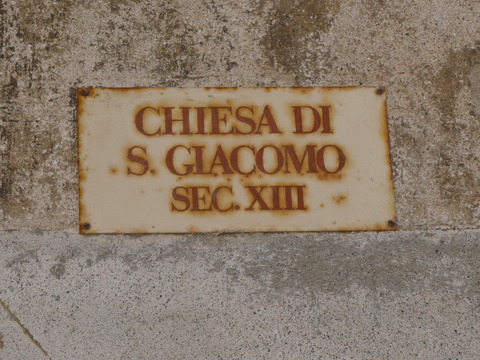 CHIESA DI
S. GIACOMO
SEC. XIII